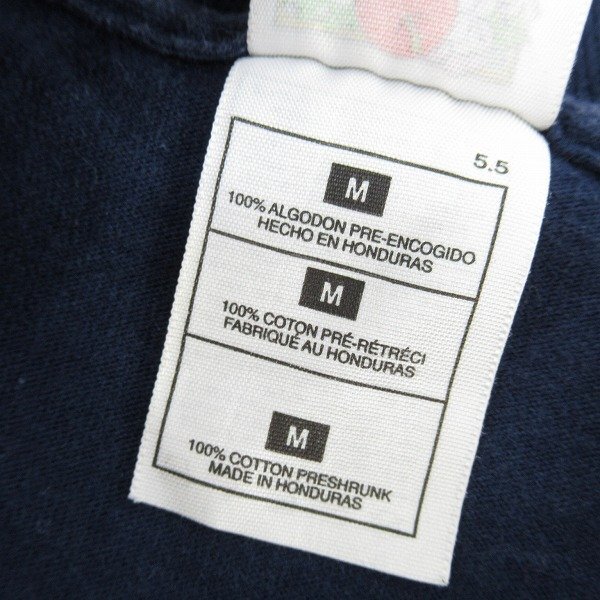 5.5
M
100% ALGODON PRE-ENCOGIDO
HECHO EN HONDURAS
M
100% COTON PRÉ-RÉTRÉCI
FABRIQUÉ AU HONDURAS
M
100% COTTON PRESHRUNK
MADE IN HONDURAS